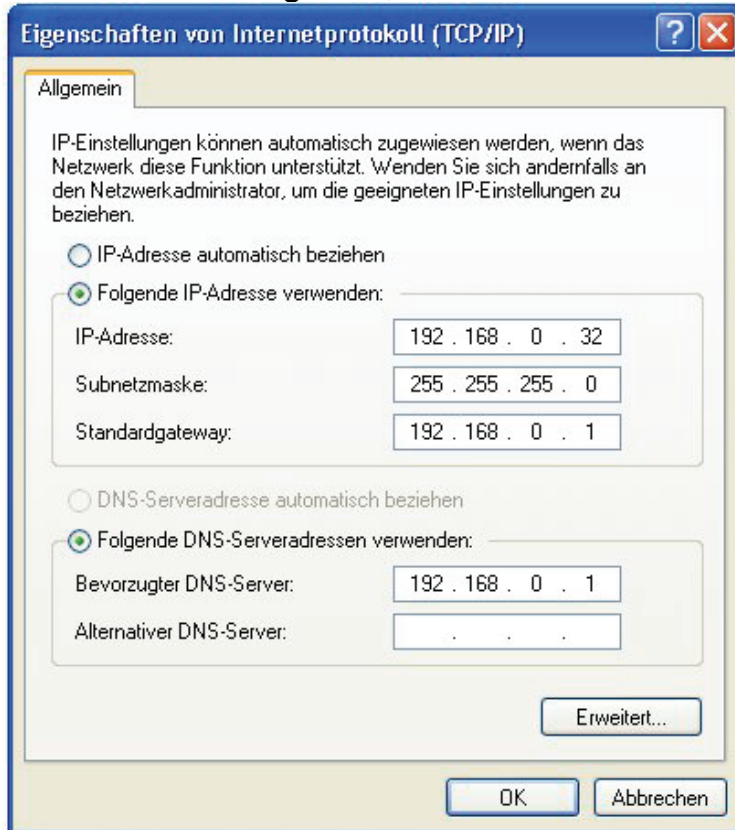 Eigenschaften von Internetprotokoll (TCP/IP)
Allgemein
IP-Einstellungen können automatisch zugewiesen werden, wenn das
Netzwerk diese Funktion unterstützt. Wenden Sie sich andernfalls an
den Netzwerkadministrator, um die geeigneten IP-Einstellungen zu
beziehen.
IP-Adresse automatisch beziehen
Folgende IP-Adresse verwenden:
IP-Adresse: 192 . 168 . 0 . 32
Subnetzmaske: 255 . 255 . 255 . 0
Standardgateway: 192 . 168 . 0 . 1
DNS-Serveradresse automatisch beziehen
Folgende DNS-Serveradressen verwenden:
Bevorzugter DNS-Server: 192 . 168 . 0 . 1
Alternativer DNS-Server: . . .
Erweitert...
OK Abbrechen